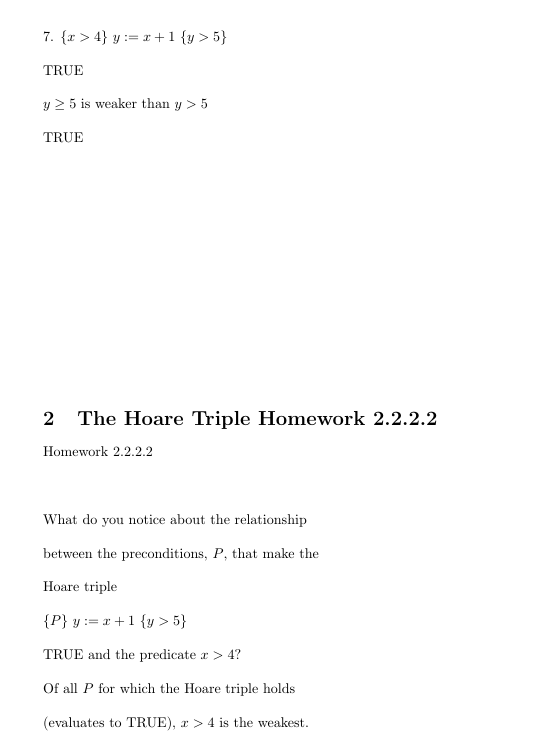 7. {x > 4} y := x + 1 {y > 5}
TRUE
y ≥ 5 is weaker than y > 5
TRUE
2 The Hoare Triple Homework 2.2.2.2
Homework 2.2.2.2
What do you notice about the relationship
between the preconditions, P, that make the
Hoare triple
{P} y := x + 1 {y > 5}
TRUE and the predicate x > 4?
Of all P for which the Hoare triple holds
(evaluates to TRUE), x > 4 is the weakest.